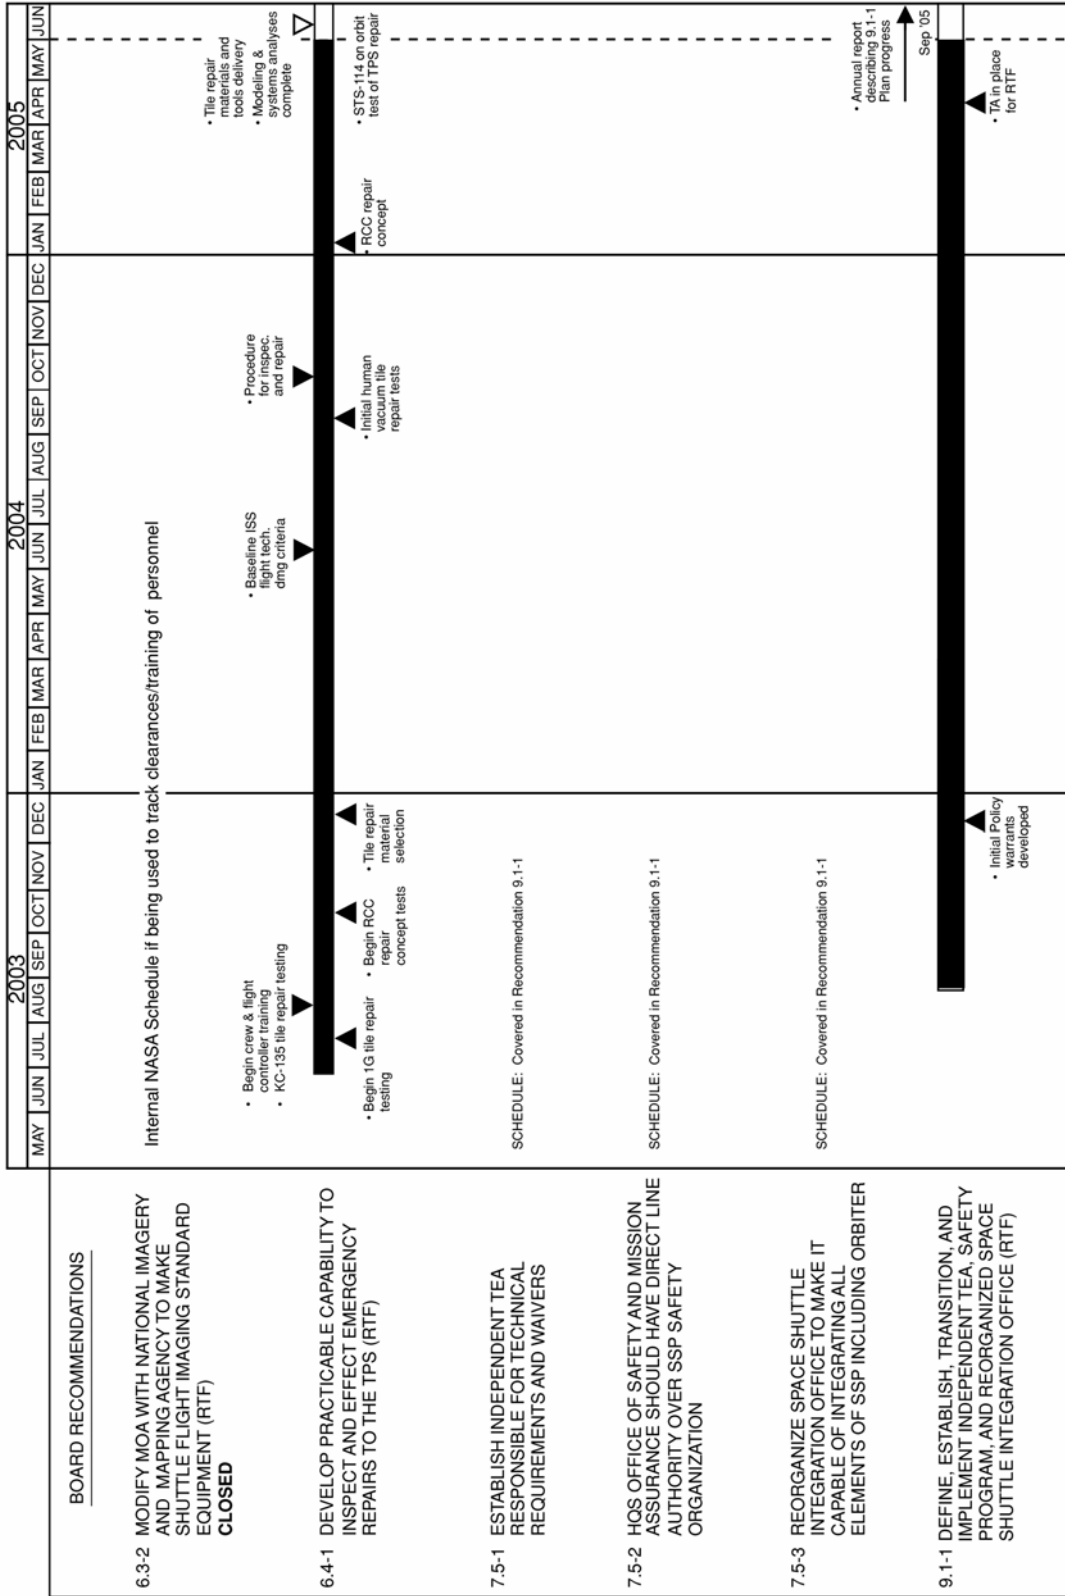 2003
2004
2005
MAY JUN JUL AUG SEP OCT NOV DEC JAN FEB MAR APR MAY JUN JUL AUG SEP OCT NOV DEC JAN FEB MAR APR MAY JUN
BOARD RECOMMENDATIONS
6.3-2 MODIFY MOA WITH NATIONAL IMAGERY
AND MAPPING AGENCY TO MAKE
SHUTTLE FLIGHT IMAGING STANDARD
EQUIPMENT (RTF)
CLOSED
Internal NASA Schedule if being used to track clearances/training of personnel
6.4-1 DEVELOP PRACTICABLE CAPABILITY TO
INSPECT AND EFFECT EMERGENCY
REPAIRS TO THE TPS (RTF)
• Begin crew & flight
controller training
• KC-135 tile repair testing
• Baseline ISS
flight tech.
dmg criteria
• Procedure
for inspec.
and repair
• Tile repair
materials and
tools delivery
• Modeling &
systems analyses
complete
• Begin 1G tile repair
testing
• Begin RCC
repair
concept tests
• Tile repair
material
selection
• Initial human
vacuum tile
repair tests
• RCC repair
concept
• STS-114 on orbit
test of TPS repair
7.5-1 ESTABLISH INDEPENDENT TEA
RESPONSIBLE FOR TECHNICAL
REQUIREMENTS AND WAIVERS
SCHEDULE: Covered in Recommendation 9.1-1
7.5-2 HQS OFFICE OF SAFETY AND MISSION
ASSURANCE SHOULD HAVE DIRECT LINE
AUTHORITY OVER SSP SAFETY
ORGANIZATION
SCHEDULE: Covered in Recommendation 9.1-1
7.5-3 REORGANIZE SPACE SHUTTLE
INTEGRATION OFFICE TO MAKE IT
CAPABLE OF INTEGRATING ALL
ELEMENTS OF SSP INCLUDING ORBITER
SCHEDULE: Covered in Recommendation 9.1-1
9.1-1 DEFINE, ESTABLISH, TRANSITION, AND
IMPLEMENT INDEPENDENT TEA, SAFETY
PROGRAM, AND REORGANIZED SPACE
SHUTTLE INTEGRATION OFFICE (RTF)
• Annual report
describing 9.1-1
Plan progress
Sep '05
• Initial Policy
warrants
developed
• TA in place
for RTF